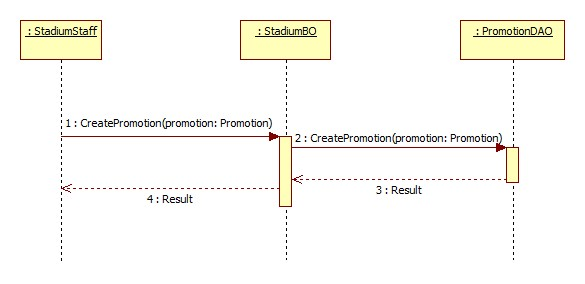 : StadiumStaff
: StadiumBO
: PromotionDAO
1 : CreatePromotion(promotion: Promotion)
2 : CreatePromotion(promotion: Promotion)
3 : Result
4 : Result